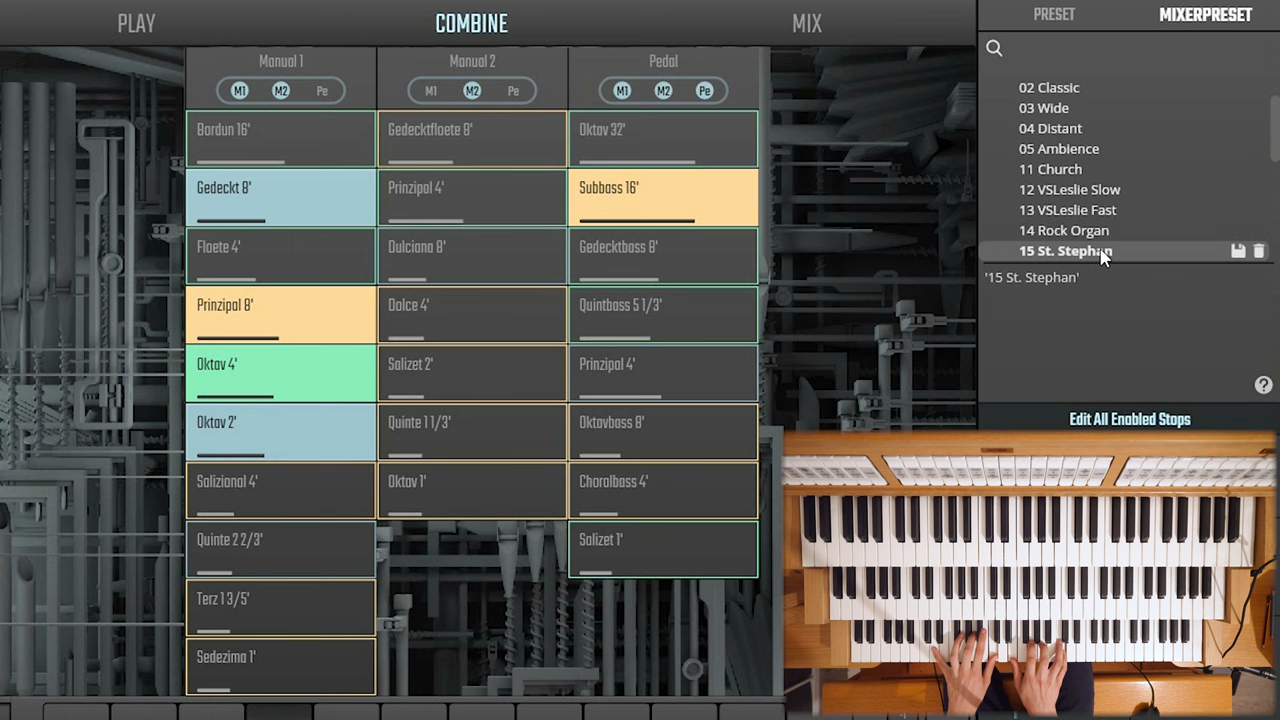 PLAY
COMBINE
MIX
PRESET
MIXERPRESET
Manual 1
M1 M2 Pe
Bordun 16'
Gedeckt 8'
Floete 4'
Prinzipal 8'
Oktav 4'
Oktav 2'
Salizional 4'
Quinte 2 2/3'
Terz 1 3/5'
Sedezima 1'
Manual 2
M1 M2 Pe
Gedecktfloete 8'
Prinzipal 4'
Dulciana 8'
Dolce 4'
Salizet 2'
Quinte 1 1/3'
Oktav 1'
Pedal
M1 M2 Pe
Oktav 32'
Subbass 16'
Gedecktbass 8'
Quintbass 5 1/3'
Prinzipal 4'
Oktavbass 8'
Choralbass 4'
Salizet 1'
02 Classic
03 Wide
04 Distant
05 Ambience
11 Church
12 VSLeslie Slow
13 VSLeslie Fast
14 Rock Organ
15 St. Stephan
'15 St. Stephan'
?
Edit All Enabled Stops